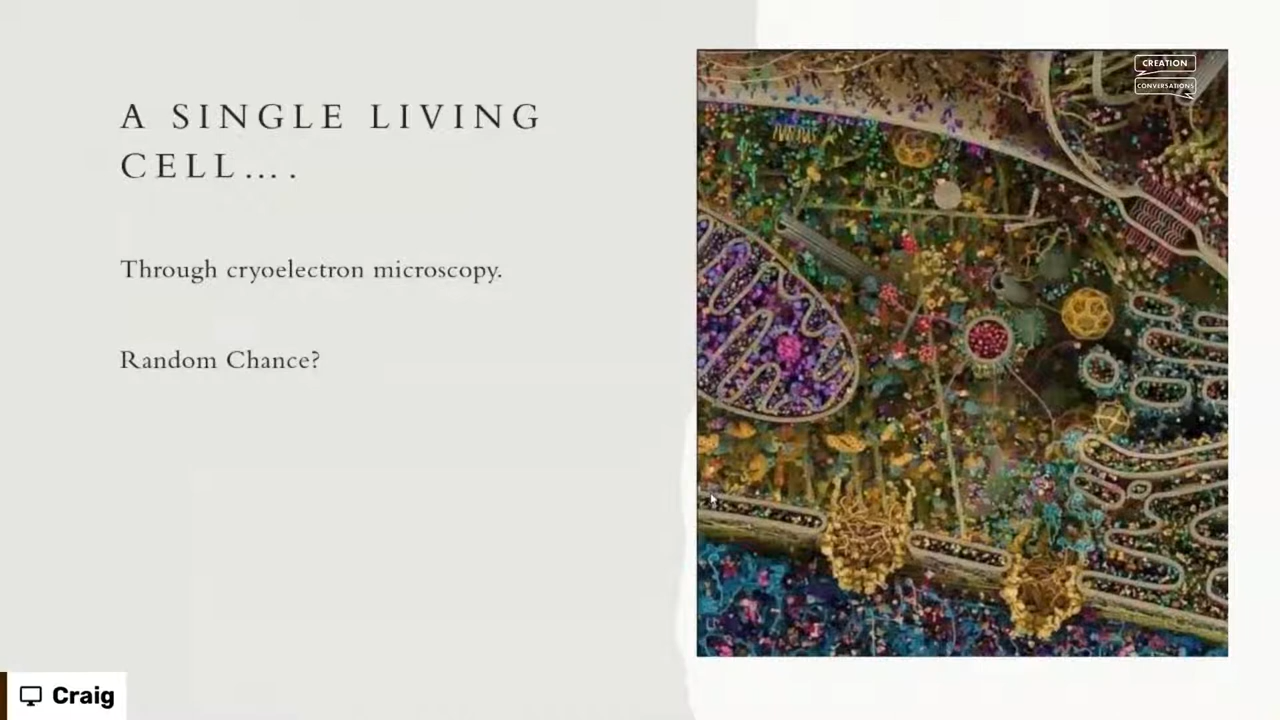 A SINGLE LIVING
CELL….
Through cryoelectron microscopy.
Random Chance?
CREATION
CONVERSATIONS
Craig